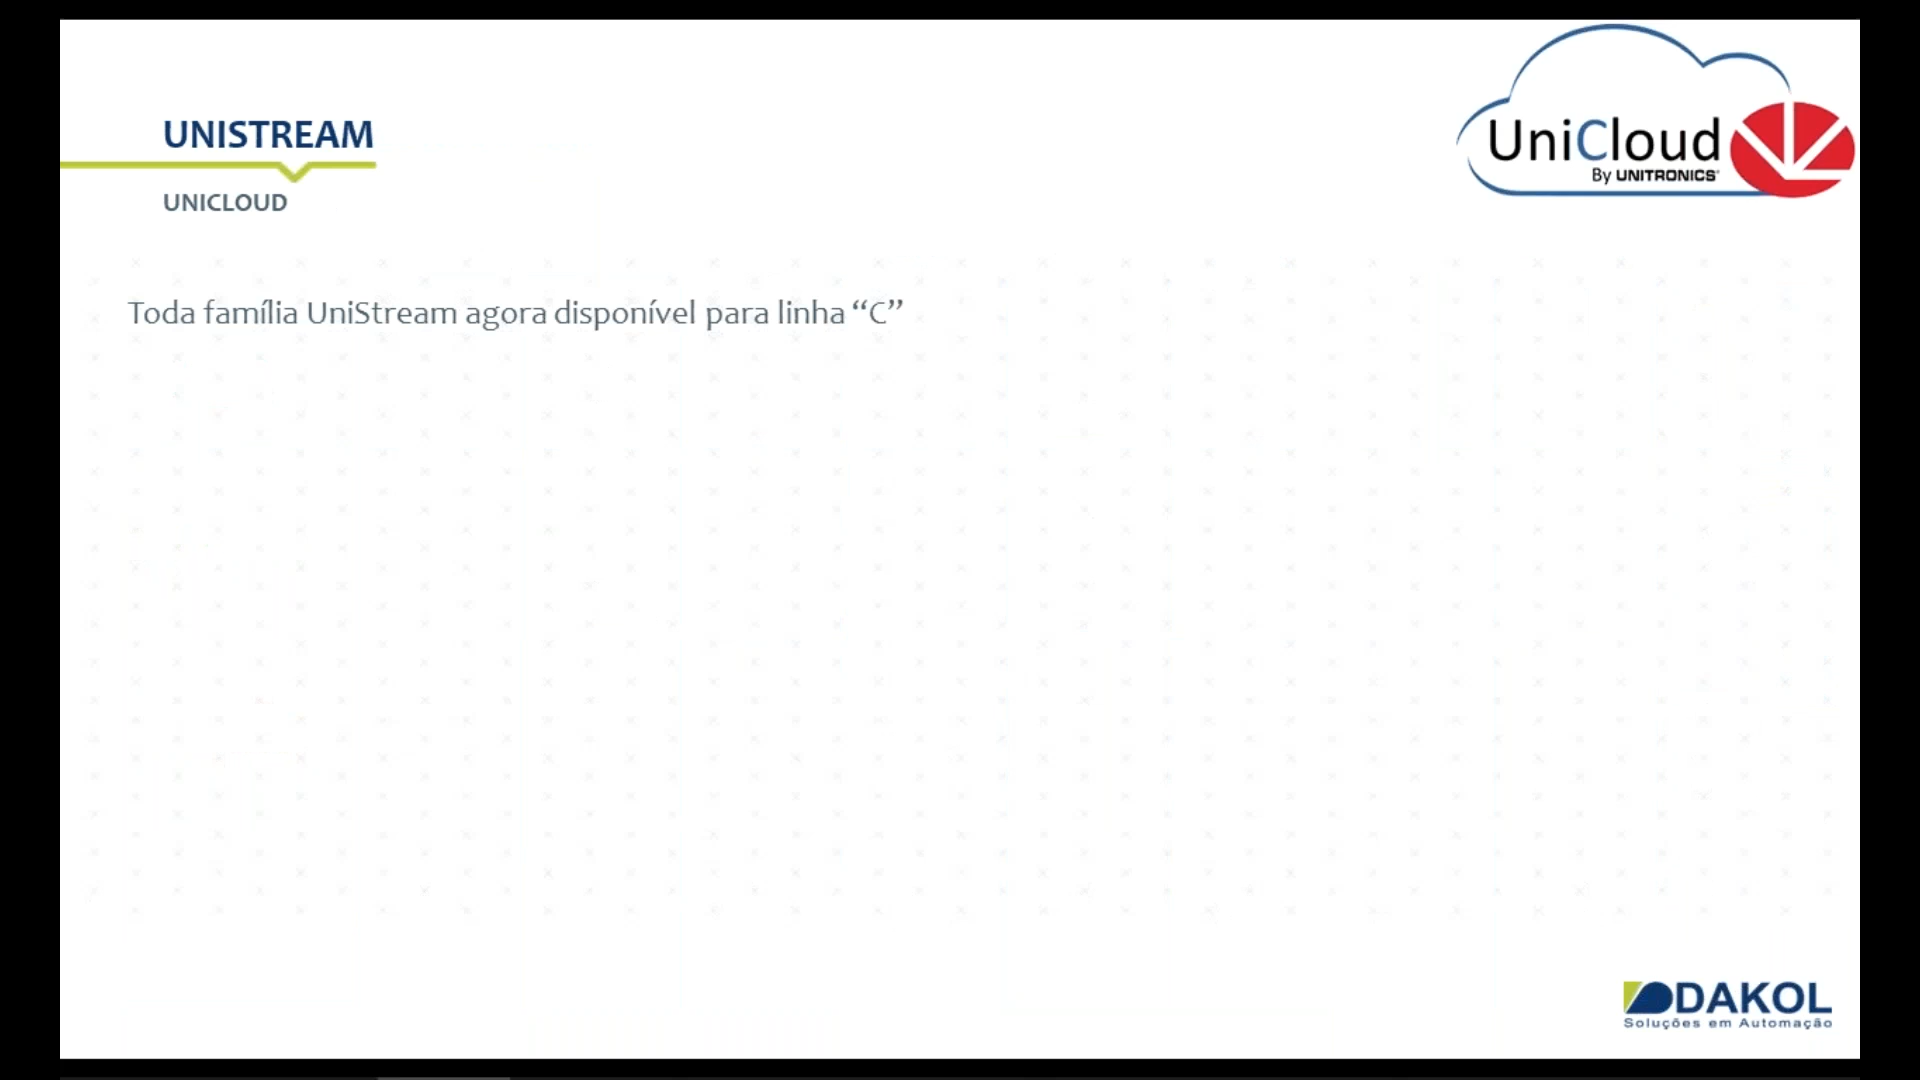 UNISTREAM
UNICLOUD
UniCloud
By UNITRONICS®
Toda família UniStream agora disponível para linha “C”
DAKOL
Soluções em Automação